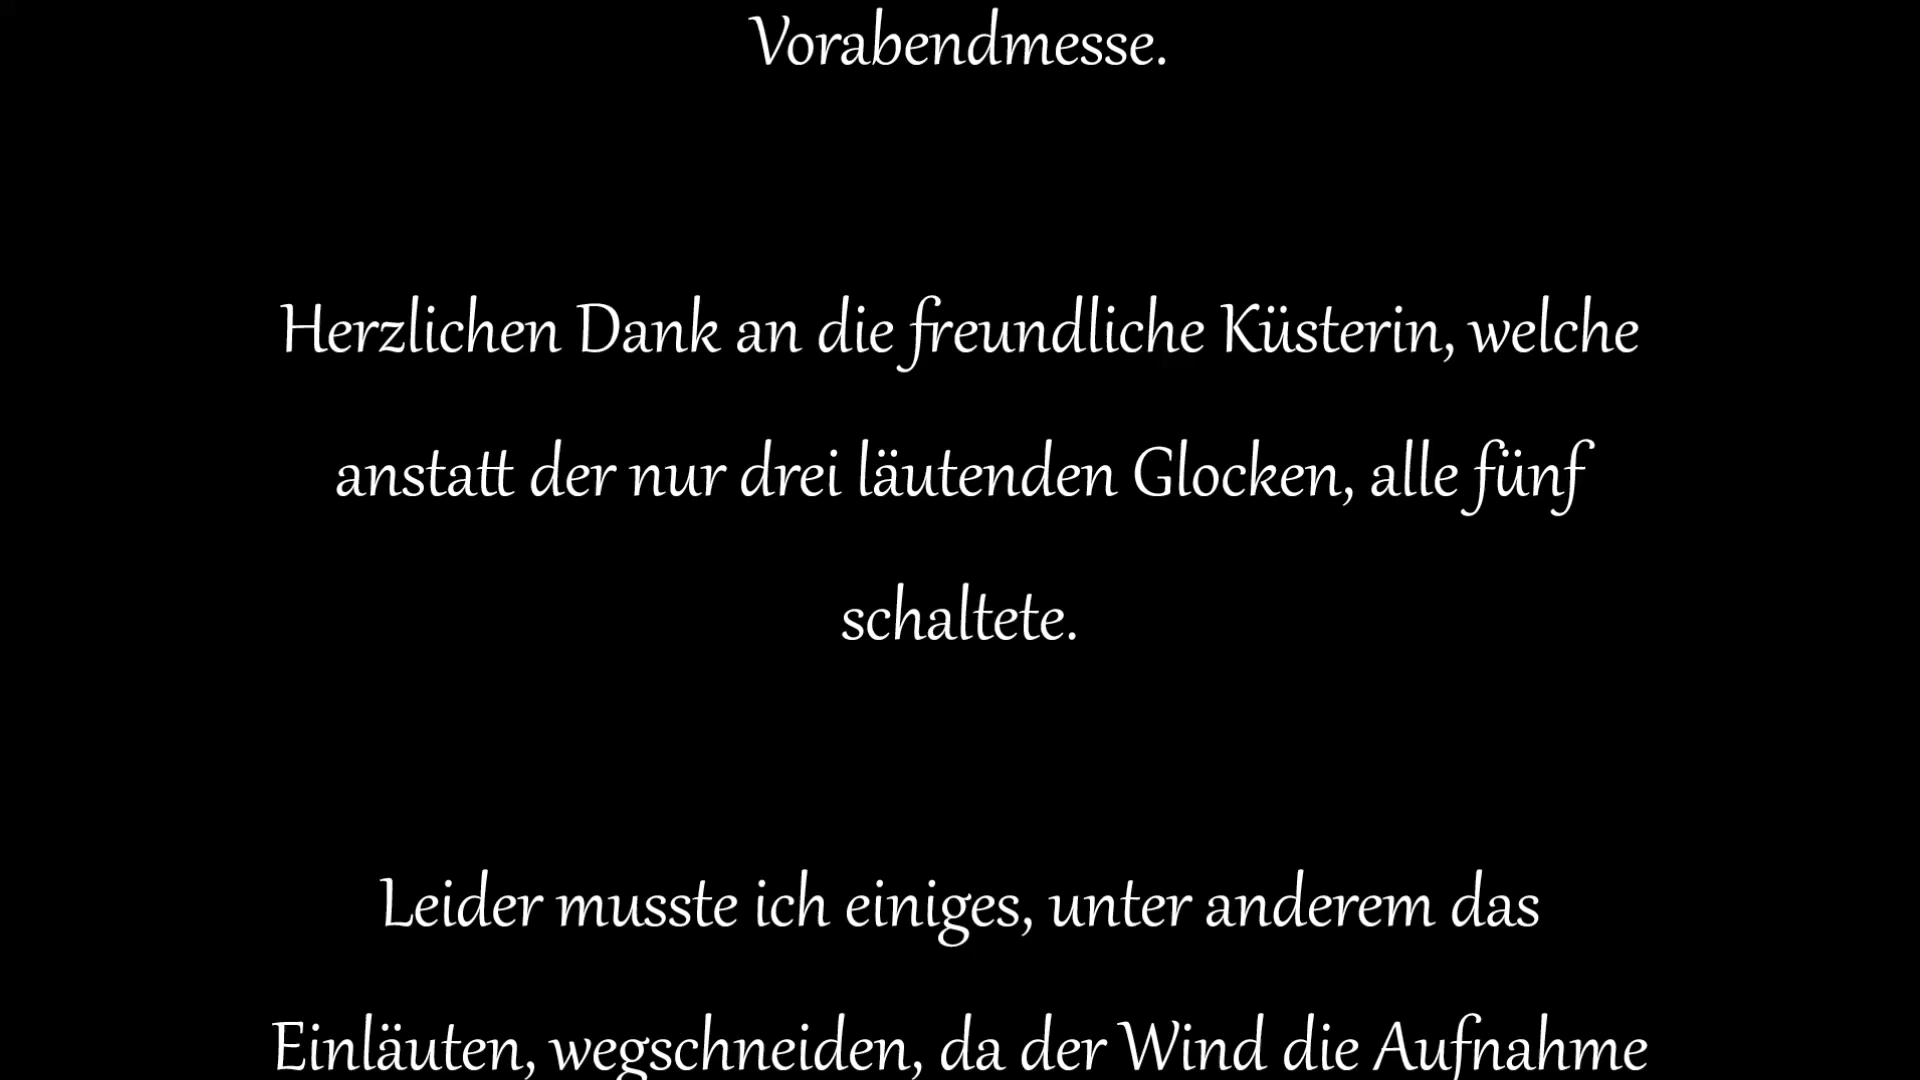 Vorabendmesse.
Herzlichen Dank an die freundliche Küsterin, welche
anstatt der nur drei läutenden Glocken, alle fünf
schaltete.
Leider musste ich einiges, unter anderem das
Einläuten, wegschneiden, da der Wind die Aufnahme